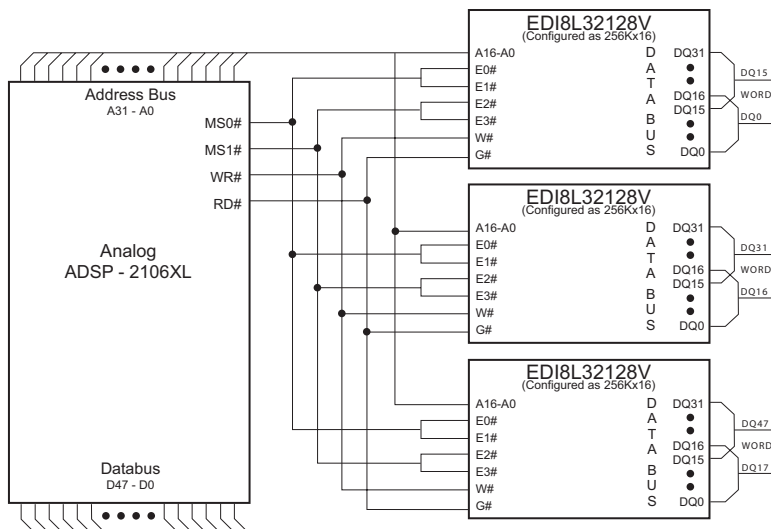 Address Bus
A31 - A0
MS0#
MS1#
WR#
RD#
Analog
ADSP - 2106XL
Databus
D47 - D0
EDI8L32128V
(Configured as 256Kx16)
A16-A0
E0#
E1#
E2#
E3#
W#
G#
D
A
T
A
B
U
S
DQ31
DQ16
DQ15
DQ0
DQ15
WORD
DQ0
EDI8L32128V
(Configured as 256Kx16)
A16-A0
E0#
E1#
E2#
E3#
W#
G#
D
A
T
A
B
U
S
DQ31
DQ16
DQ15
DQ0
DQ31
WORD
DQ16
EDI8L32128V
(Configured as 256Kx16)
A16-A0
E0#
E1#
E2#
E3#
W#
G#
D
A
T
A
B
U
S
DQ31
DQ16
DQ15
DQ0
DQ47
WORD
DQ17